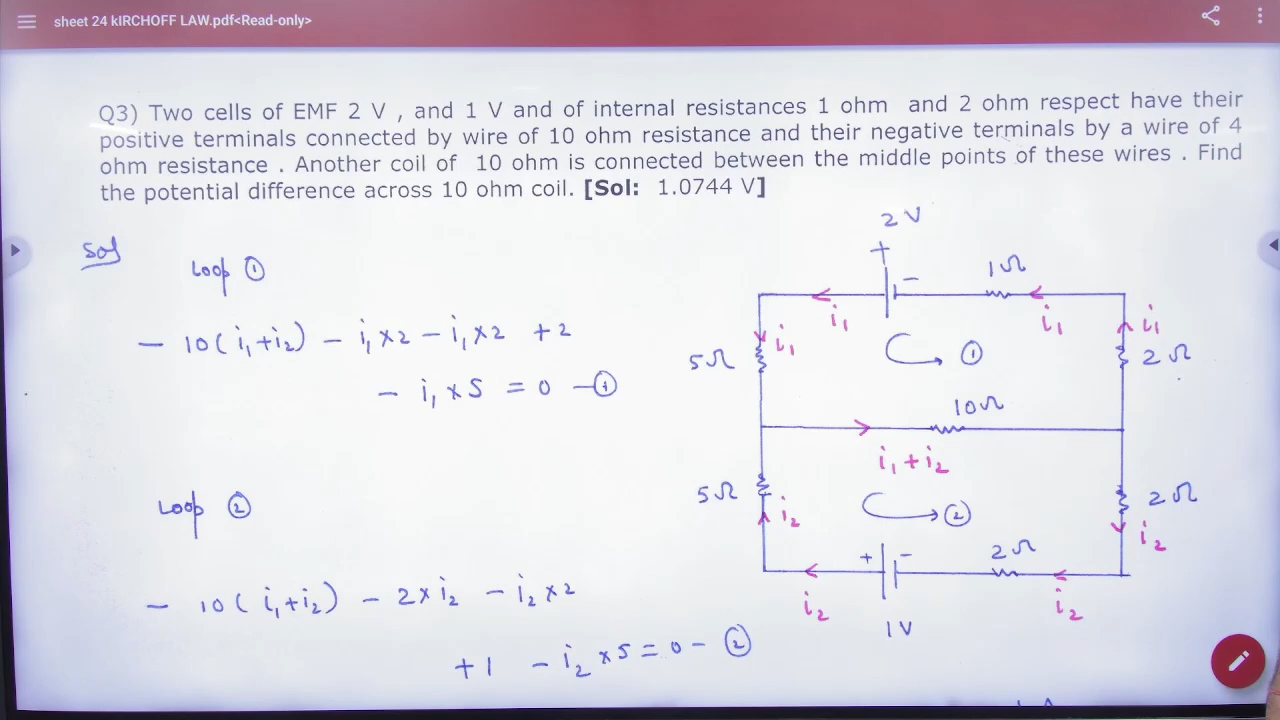 sheet 24 kIRCHOFF LAW.pdf<Read-only>
Q3) Two cells of EMF 2 V , and 1 V and of internal resistances 1 ohm and 2 ohm respect have their
positive terminals connected by wire of 10 ohm resistance and their negative terminals by a wire of 4
ohm resistance . Another coil of 10 ohm is connected between the middle points of these wires . Find
the potential difference across 10 ohm coil. [Sol: 1.0744 V]
Sol
Loop ①
− 10(i₁+i₂) − i₁×2 − i₁×2 +2
− i₁×5 = 0 −①
Loop ②
− 10(i₁+i₂) − 2×i₂ − i₂×2
+1 − i₂×5=0− ②
2 V
+ −
1Ω
i₁
i₁
i₁
i₁
5Ω
①
2Ω
10Ω
i₁+i₂
5Ω
i₂
②
2Ω
i₂
+ −
2Ω
i₂
i₂
1V